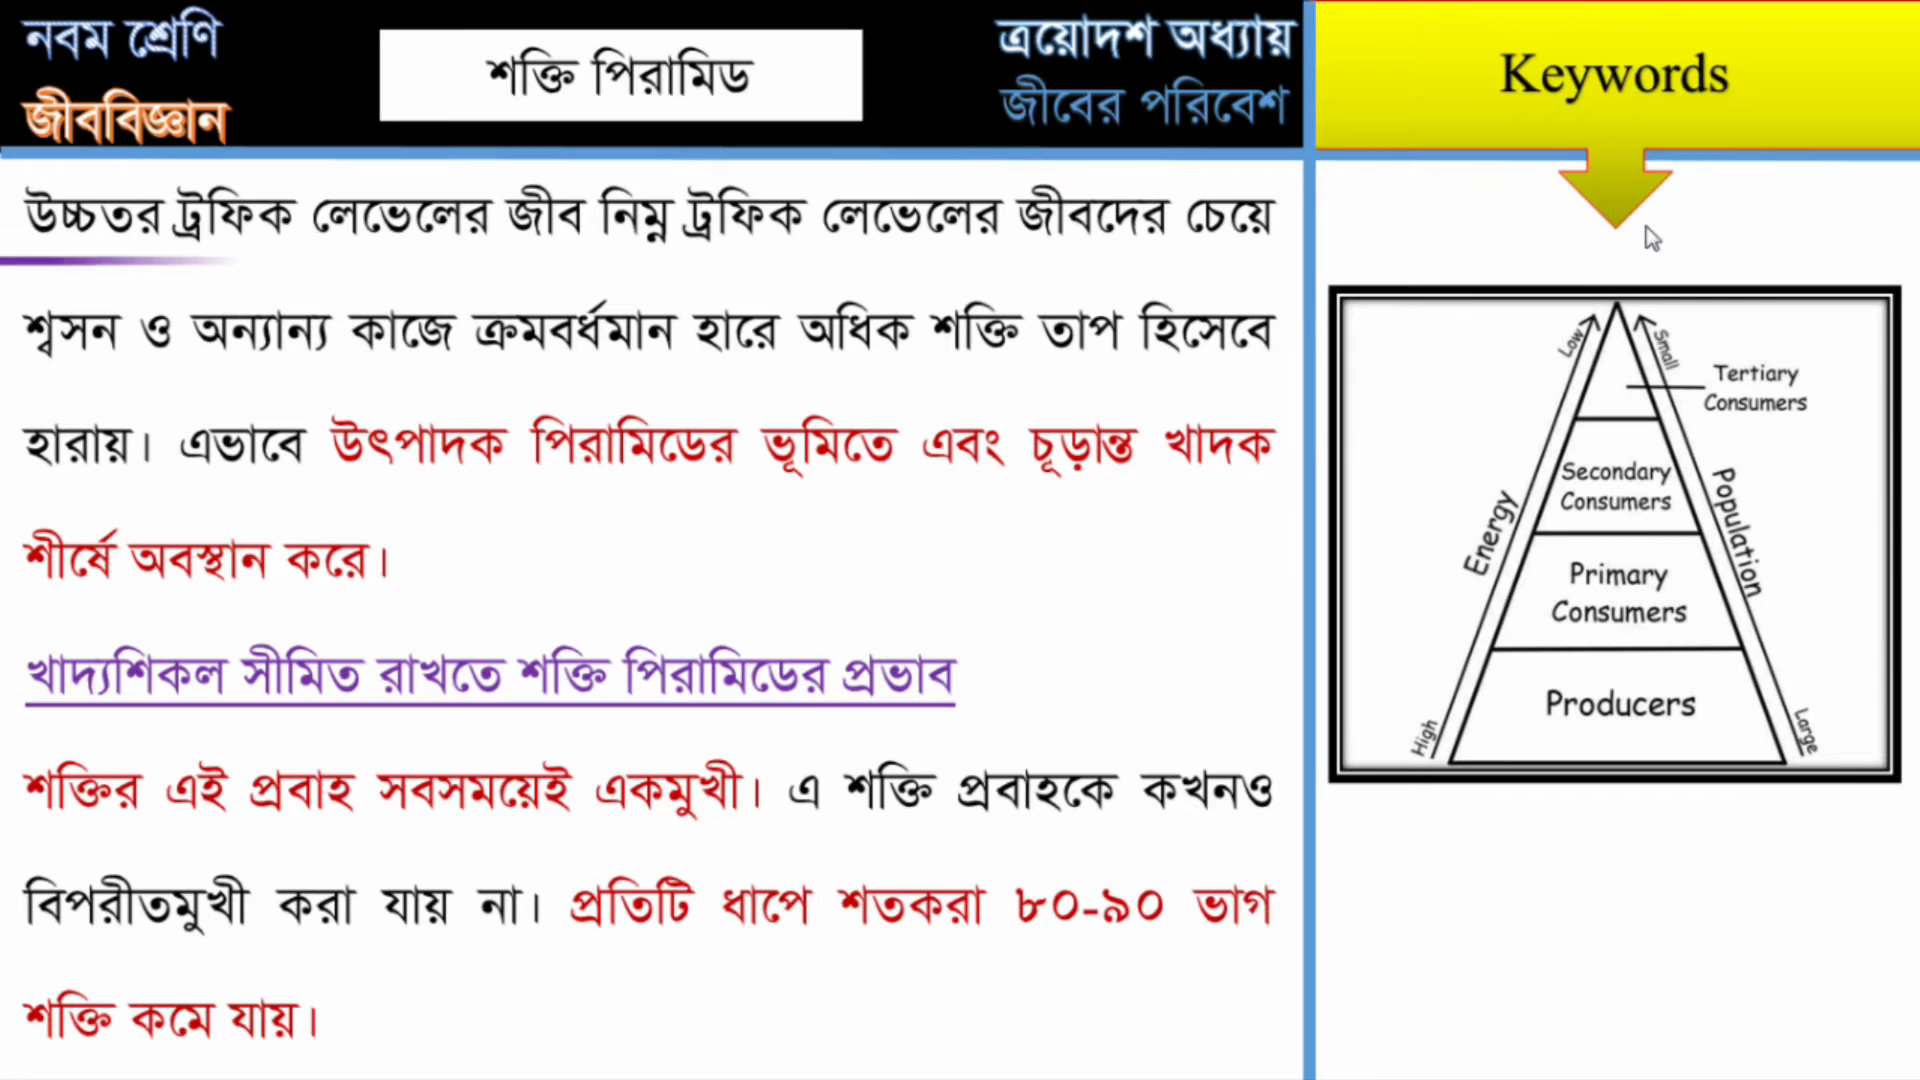 নবম শ্রেণি
জীববিজ্ঞান
শক্তি পিরামিড
ত্রয়োদশ অধ্যায়
জীবের পরিবেশ
Keywords
উচ্চতর ট্রফিক লেভেলের জীব নিম্ন ট্রফিক লেভেলের জীবদের চেয়ে
শ্বসন ও অন্যান্য কাজে ক্রমবর্ধমান হারে অধিক শক্তি তাপ হিসেবে
হারায়। এভাবে উৎপাদক পিরামিডের ভূমিতে এবং চূড়ান্ত খাদক
শীর্ষে অবস্থান করে।
খাদ্যশিকল সীমিত রাখতে শক্তি পিরামিডের প্রভাব
শক্তির এই প্রবাহ সবসময়েই একমুখী। এ শক্তি প্রবাহকে কখনও
বিপরীতমুখী করা যায় না। প্রতিটি ধাপে শতকরা ৮০-৯০ ভাগ
শক্তি কমে যায়।
Low
Small
Tertiary
Consumers
Secondary
Consumers
Energy
Population
Primary
Consumers
Producers
High
Large